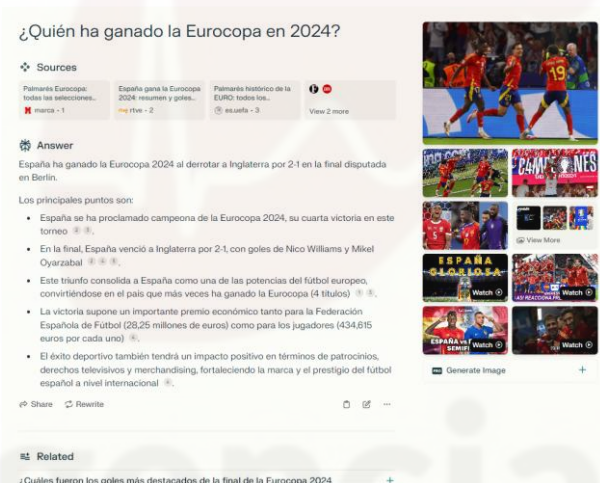 ¿Quién ha ganado la Eurocopa en 2024?
Sources
Palmarés Eurocopa:
todas las selecciones...
marca - 1
España gana la Eurocopa
2024: resumen y goles...
rtve - 2
Palmarés histórico de la
EURO: todos los...
es.uefa - 3
View 2 more
Answer
España ha ganado la Eurocopa 2024 al derrotar a Inglaterra por 2-1 en la final disputada
en Berlín.
Los principales puntos son:
España se ha proclamado campeona de la Eurocopa 2024, su cuarta victoria en este
torneo
En la final, España venció a Inglaterra por 2-1, con goles de Nico Williams y Mikel
Oyarzabal
Este triunfo consolida a España como una de las potencias del fútbol europeo,
convirtiéndose en el país que más veces ha ganado la Eurocopa (4 títulos)
La victoria supone un importante premio económico tanto para la Federación
Española de Fútbol (28,25 millones de euros) como para los jugadores (434,615
euros por cada uno)
El éxito deportivo también tendrá un impacto positivo en términos de patrocinios,
derechos televisivos y merchandising, fortaleciendo la marca y el prestigio del fútbol
español a nivel internacional
Share
Rewrite
Related
¿Cuáles fueron los goles más destacados de la final de la Eurocopa 2024
19
View More
ESPAÑA
GLORIOSA
Watch
Watch
ESPAÑA
SEMIFI
Watch
Watch
Generate Image